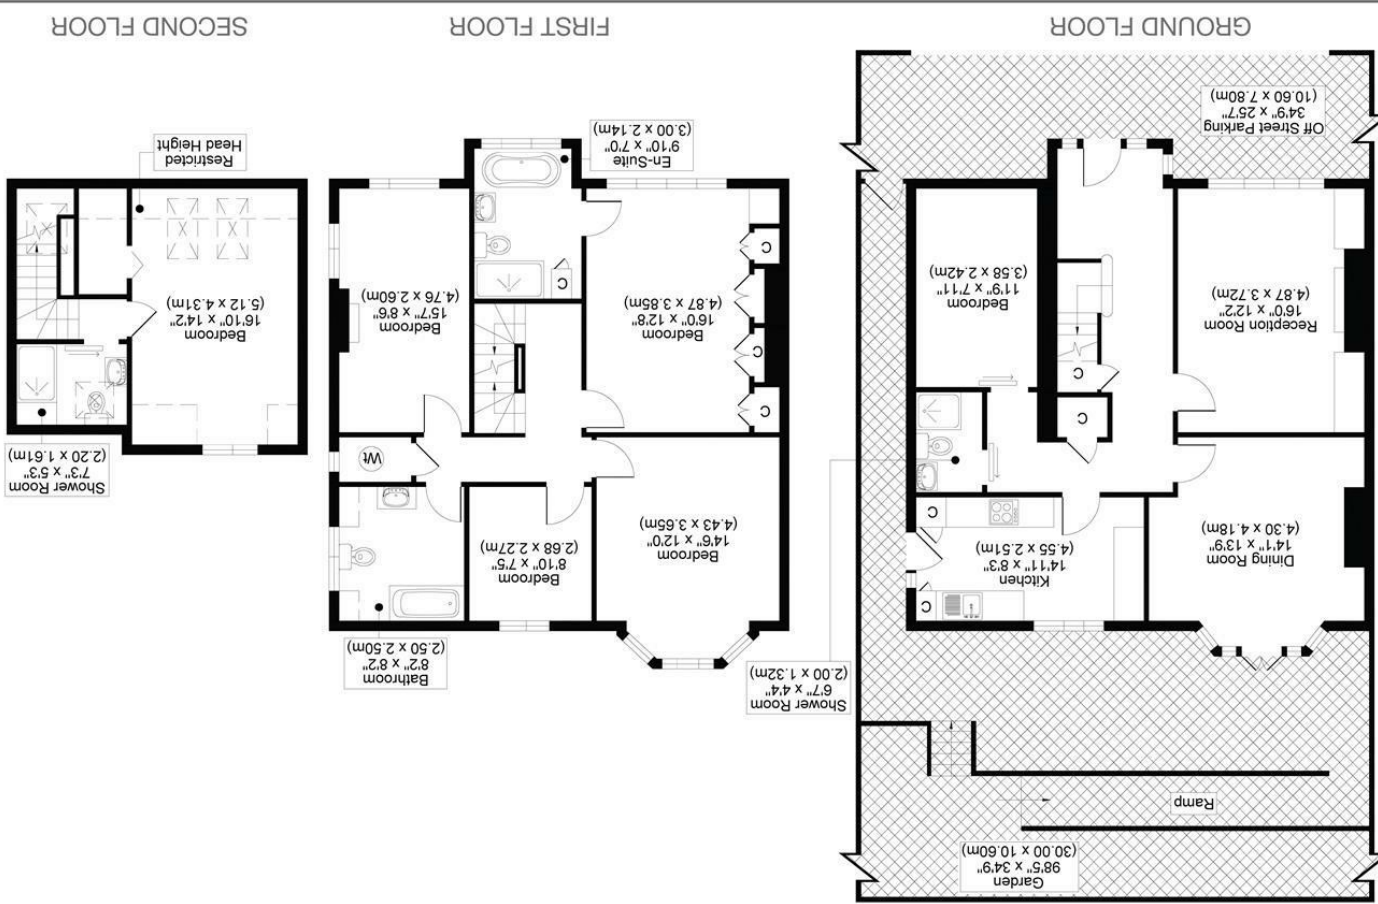 Garden
98'5" x 34'9"
(30.00 x 10.60m)
Ramp
Dining Room
14'1" x 13'9"
(4.30 x 4.18m)
Kitchen
14'11" x 8'3"
(4.55 x 2.51m)
C
C
Shower Room
6'7" x 4'4"
(2.00 x 1.32m)
C
C
Reception Room
16'0" x 12'2"
(4.87 x 3.72m)
Bedroom
11'9" x 7'11"
(3.58 x 2.42m)
Off Street Parking
34'9" x 25'7"
(10.60 x 7.80m)
GROUND FLOOR
Bathroom
8'2" x 8'2"
(2.50 x 2.50m)
Bedroom
14'6" x 12'0"
(4.43 x 3.65m)
Bedroom
8'10" x 7'5"
(2.68 x 2.27m)
Wt
C
C
C
Bedroom
16'0" x 12'8"
(4.87 x 3.85m)
Bedroom
15'7" x 8'6"
(4.76 x 2.60m)
C
En-Suite
9'10" x 7'0"
(3.00 x 2.14m)
FIRST FLOOR
Shower Room
7'3" x 5'3"
(2.20 x 1.61m)
Bedroom
16'10" x 14'2"
(5.12 x 4.31m)
Restricted
Head Height
SECOND FLOOR